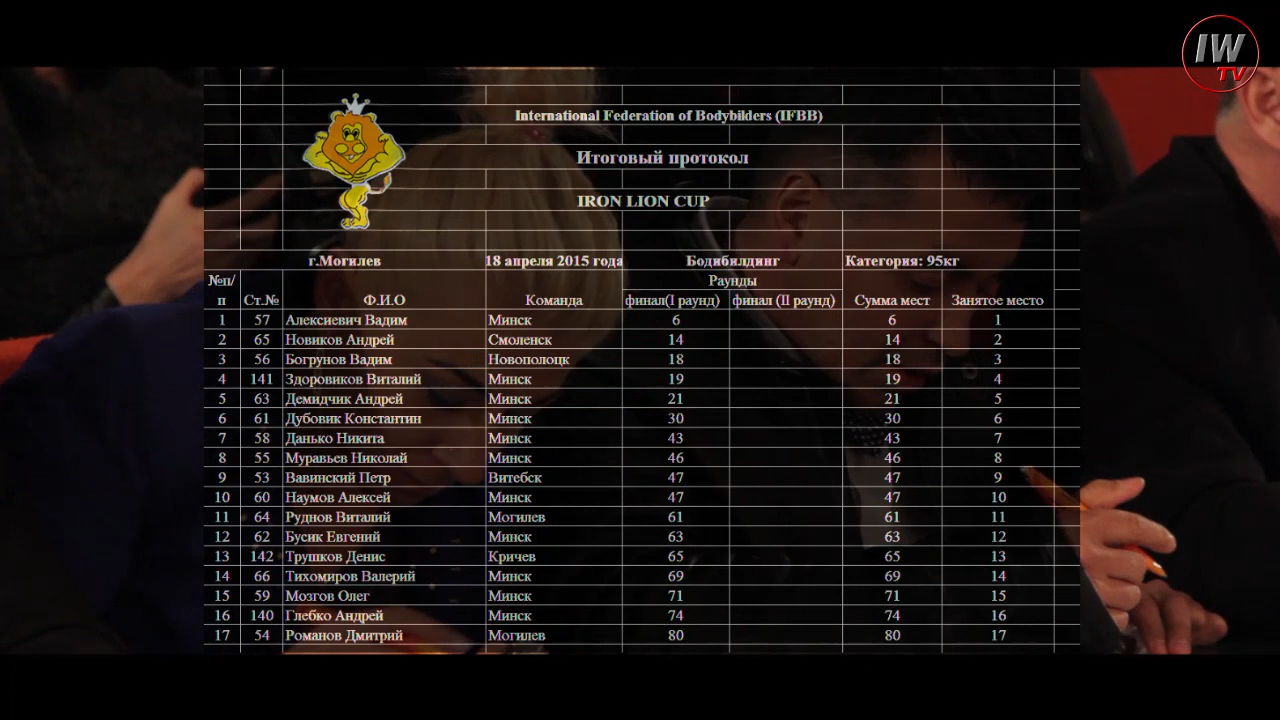 IW
TV
International Federation of Bodybilders (IFBB)
Итоговый протокол
IRON LION CUP
г.Могилев 18 апреля 2015 года Бодибилдинг Категория: 95кг
№п/п Ст.№ Ф.И.О Команда Раунды финал(I раунд) финал (II раунд) Сумма мест Занятое место
1 57 Алексиевич Вадим Минск 6 6 1
2 65 Новиков Андрей Смоленск 14 14 2
3 56 Богрунов Вадим Новополоцк 18 18 3
4 141 Здоровиков Виталий Минск 19 19 4
5 63 Демидчик Андрей Минск 21 21 5
6 61 Дубовик Константин Минск 30 30 6
7 58 Данько Никита Минск 43 43 7
8 55 Муравьев Николай Минск 46 46 8
9 53 Вавинский Петр Витебск 47 47 9
10 60 Наумов Алексей Минск 47 47 10
11 64 Руднов Виталий Могилев 61 61 11
12 62 Бусик Евгений Минск 63 63 12
13 142 Трушков Денис Кричев 65 65 13
14 66 Тихомиров Валерий Минск 69 69 14
15 59 Мозгов Олег Минск 71 71 15
16 140 Глебко Андрей Минск 74 74 16
17 54 Романов Дмитрий Могилев 80 80 17